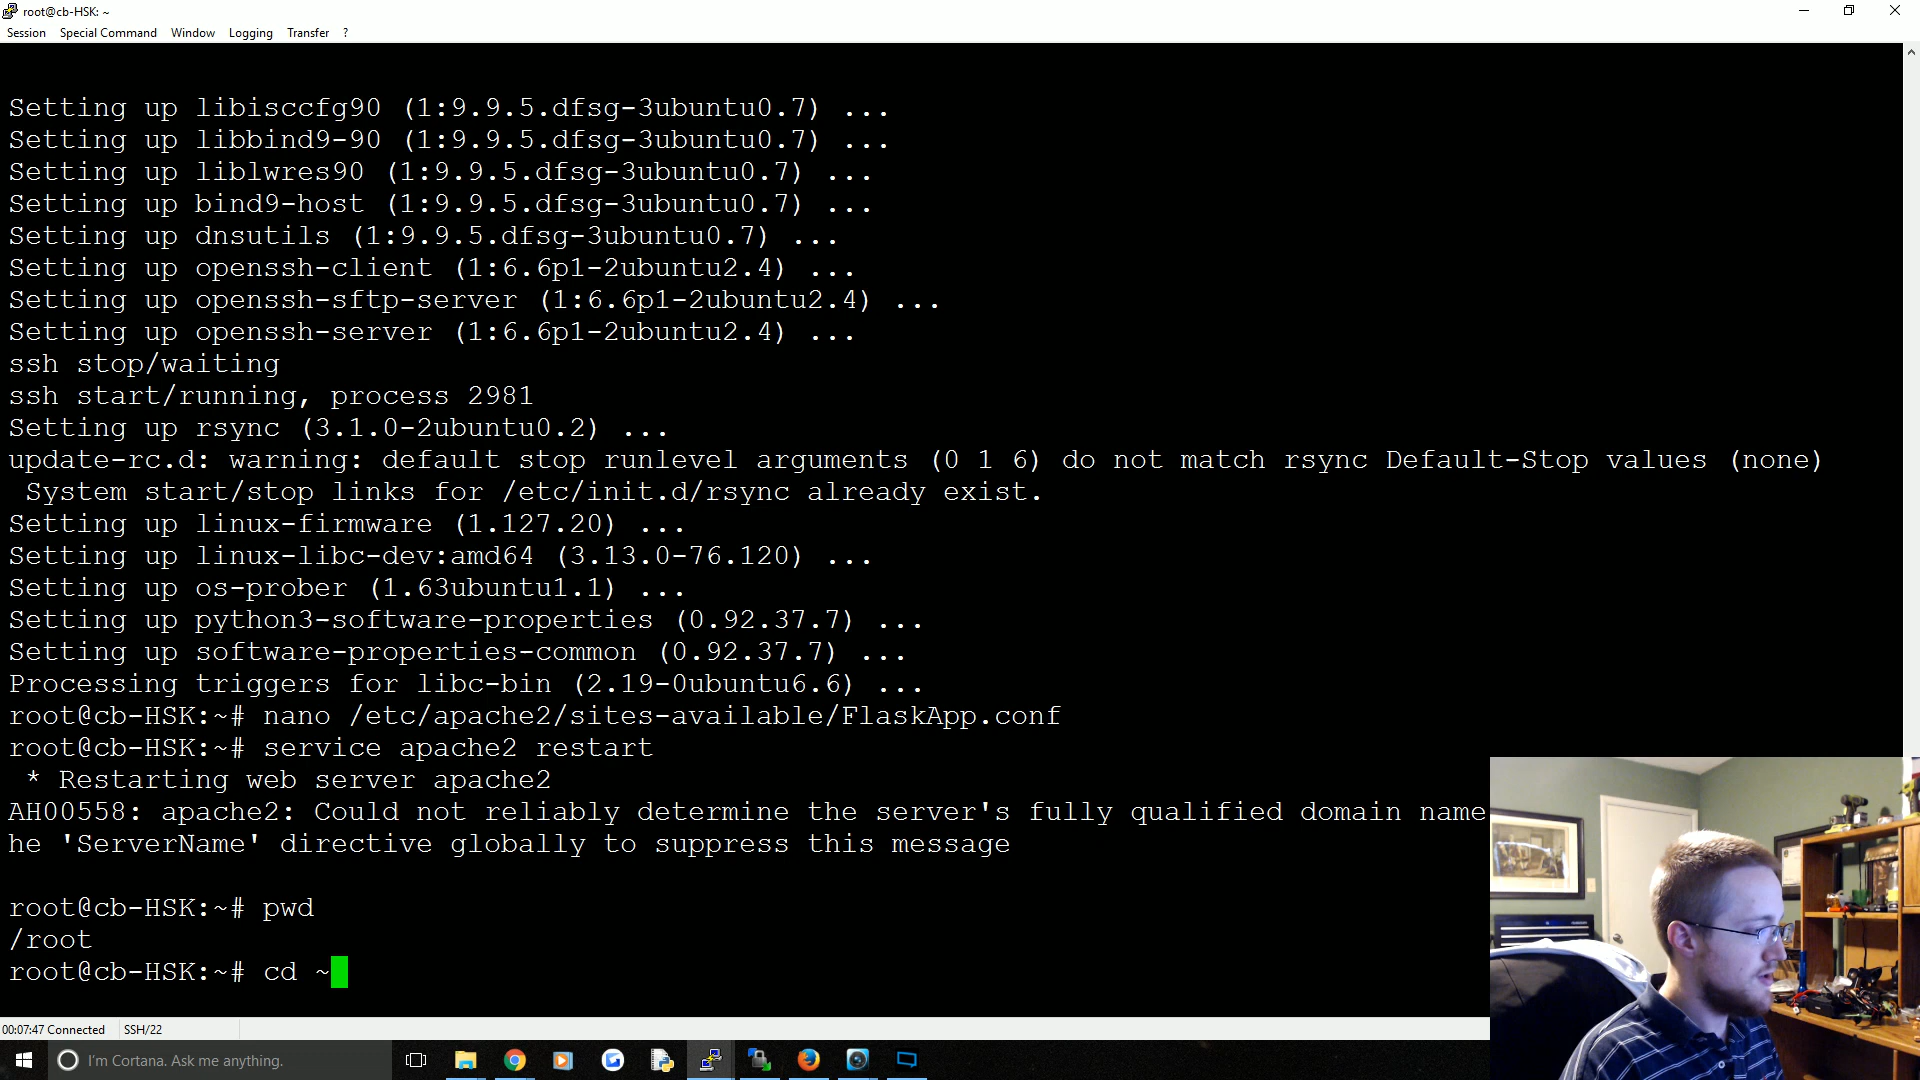 root@cb-HSK: ~
Session Special Command Window Logging Transfer ?
Setting up libisccfg90 (1:9.9.5.dfsg-3ubuntu0.7) ...
Setting up libbind9-90 (1:9.9.5.dfsg-3ubuntu0.7) ...
Setting up liblwres90 (1:9.9.5.dfsg-3ubuntu0.7) ...
Setting up bind9-host (1:9.9.5.dfsg-3ubuntu0.7) ...
Setting up dnsutils (1:9.9.5.dfsg-3ubuntu0.7) ...
Setting up openssh-client (1:6.6p1-2ubuntu2.4) ...
Setting up openssh-sftp-server (1:6.6p1-2ubuntu2.4) ...
Setting up openssh-server (1:6.6p1-2ubuntu2.4) ...
ssh stop/waiting
ssh start/running, process 2981
Setting up rsync (3.1.0-2ubuntu0.2) ...
update-rc.d: warning: default stop runlevel arguments (0 1 6) do not match rsync Default-Stop values (none)
System start/stop links for /etc/init.d/rsync already exist.
Setting up linux-firmware (1.127.20) ...
Setting up linux-libc-dev:amd64 (3.13.0-76.120) ...
Setting up os-prober (1.63ubuntu1.1) ...
Setting up python3-software-properties (0.92.37.7) ...
Setting up software-properties-common (0.92.37.7) ...
Processing triggers for libc-bin (2.19-0ubuntu6.6) ...
root@cb-HSK:~# nano /etc/apache2/sites-available/FlaskApp.conf
root@cb-HSK:~# service apache2 restart
* Restarting web server apache2
AH00558: apache2: Could not reliably determine the server's fully qualified domain name
he 'ServerName' directive globally to suppress this message
root@cb-HSK:~# pwd
/root
root@cb-HSK:~# cd ~
00:07:47 Connected SSH/22
I'm Cortana. Ask me anything.